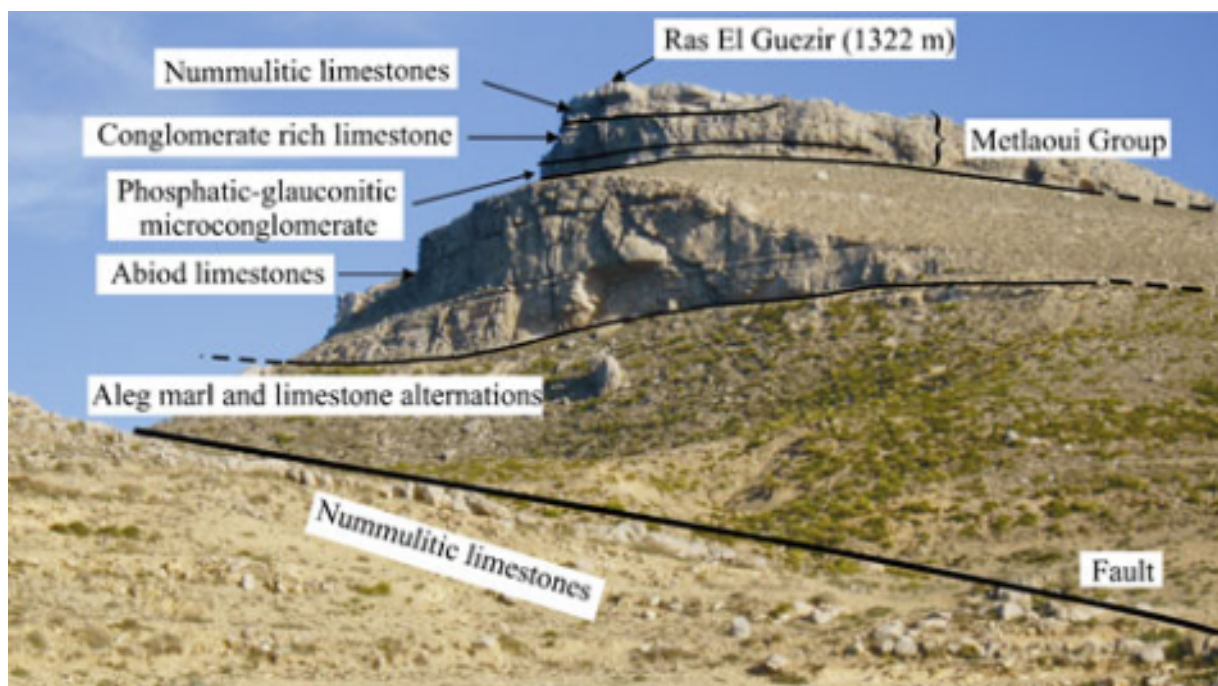 Ras El Guezir (1322 m)
Nummulitic limestones
Conglomerate rich limestone
Metlaoui Group
Phosphatic-glauconitic
microconglomerate
Abiod limestones
Aleg marl and limestone alternations
Nummulitic limestones
Fault